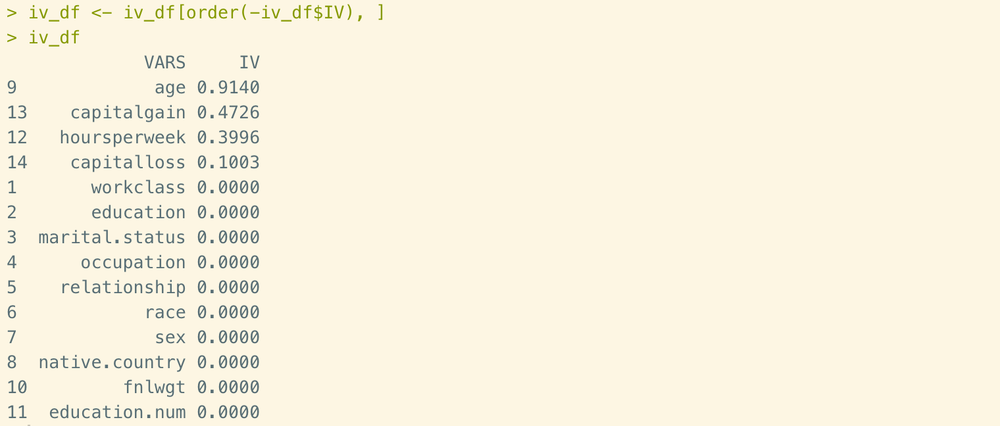 > iv_df <- iv_df[order(-iv_df$IV), ]
> iv_df
             VARS     IV
9             age 0.9140
13    capitalgain 0.4726
12   hoursperweek 0.3996
14    capitalloss 0.1003
1       workclass 0.0000
2       education 0.0000
3  marital.status 0.0000
4      occupation 0.0000
5    relationship 0.0000
6            race 0.0000
7             sex 0.0000
8  native.country 0.0000
10         fnlwgt 0.0000
11  education.num 0.0000